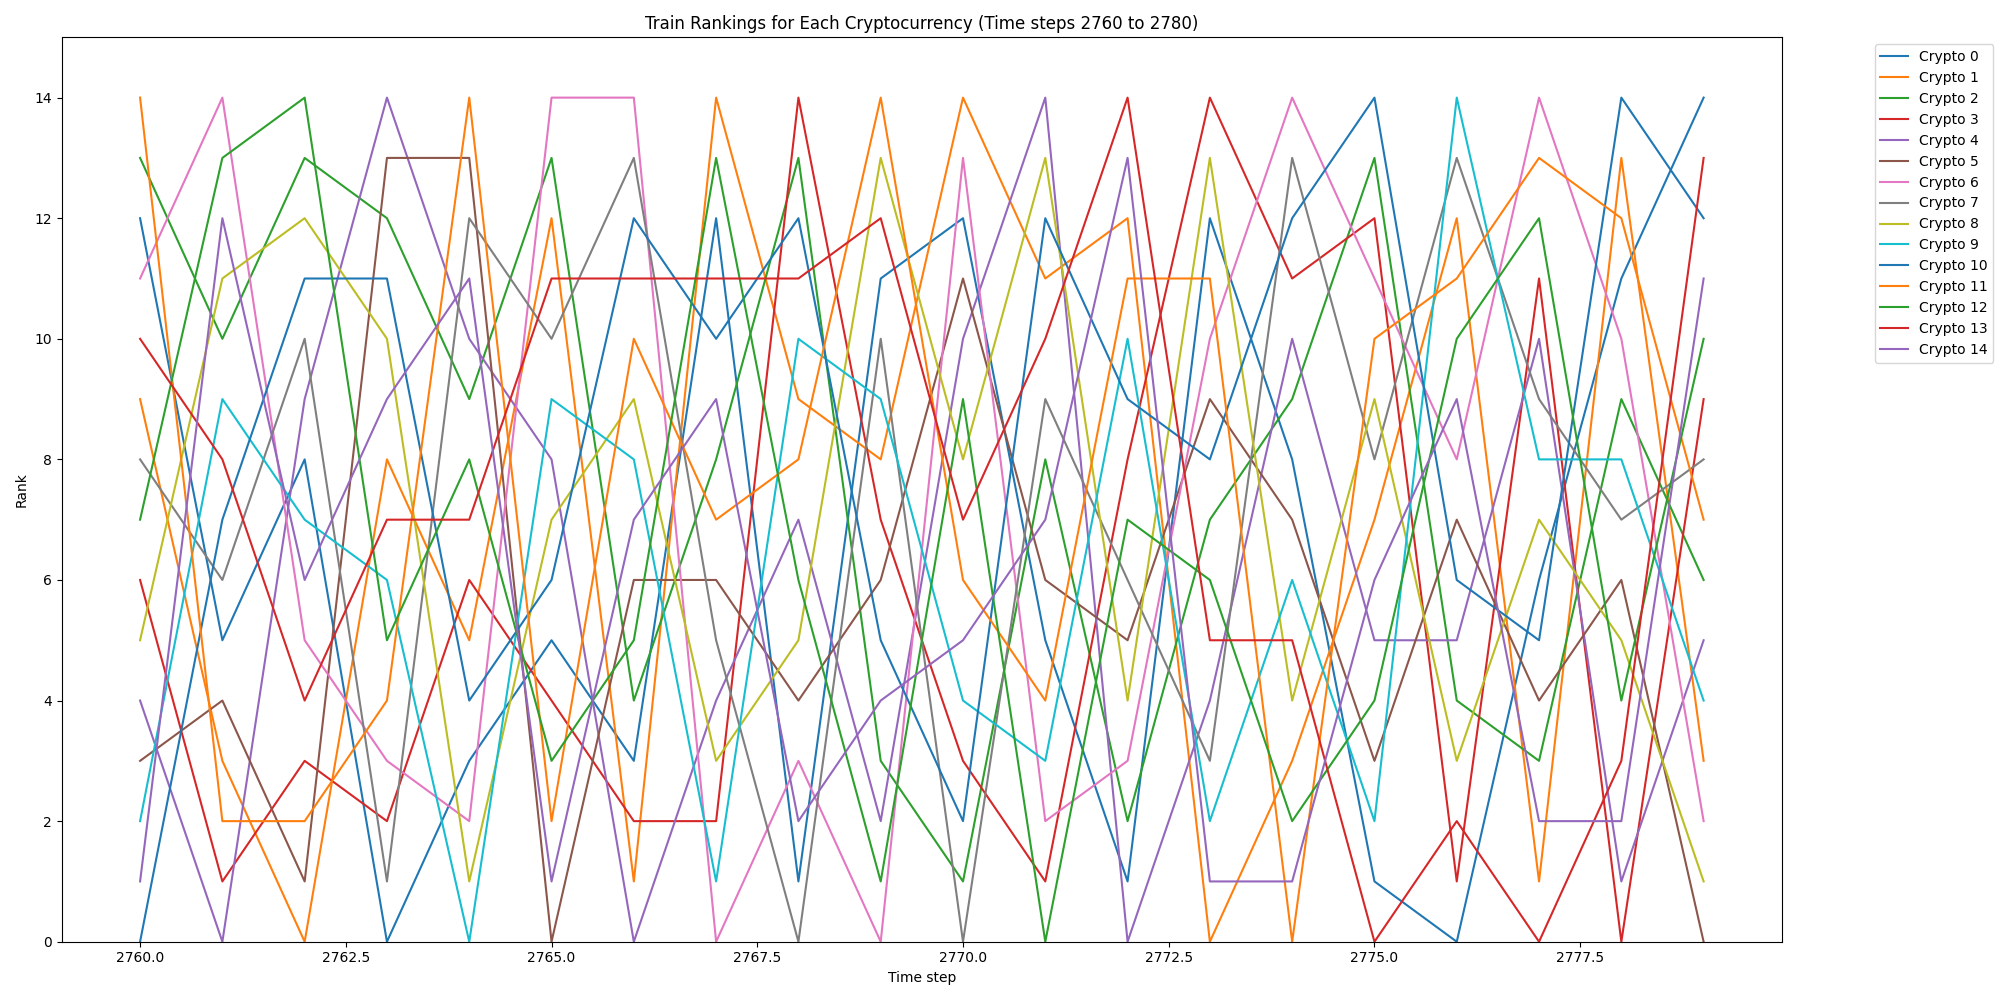 Train Rankings for Each Cryptocurrency (Time steps 2760 to 2780)
14
12
10
8
6
4
2
0
Rank
2760.0 2762.5 2765.0 2767.5 2770.0 2772.5 2775.0 2777.5
Time step
Crypto 0
Crypto 1
Crypto 2
Crypto 3
Crypto 4
Crypto 5
Crypto 6
Crypto 7
Crypto 8
Crypto 9
Crypto 10
Crypto 11
Crypto 12
Crypto 13
Crypto 14